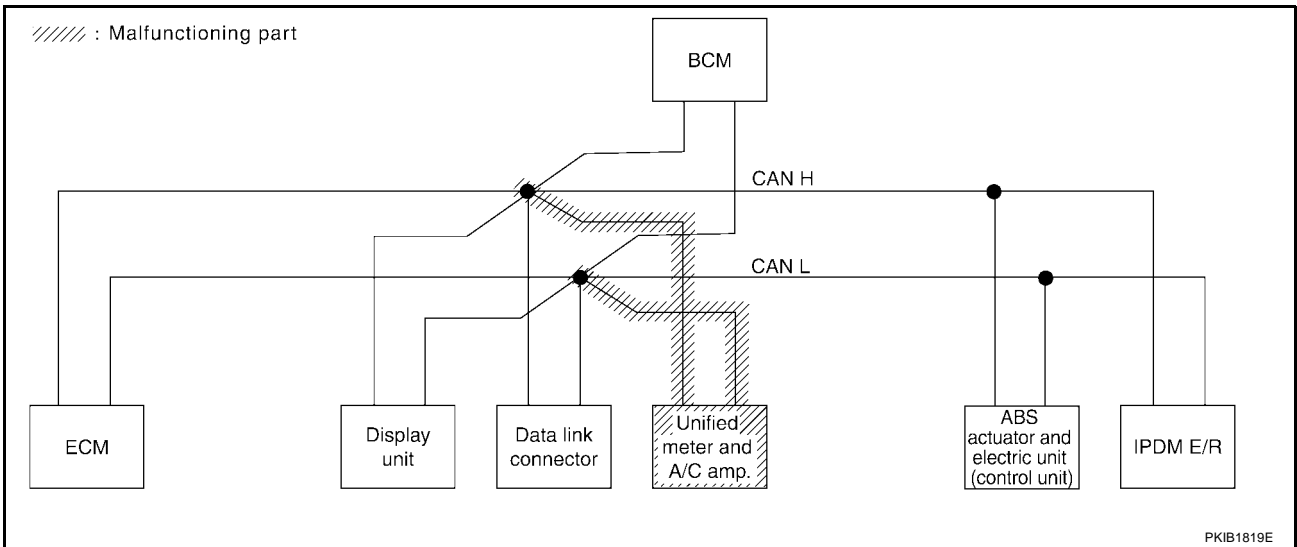 : Malfunctioning part
BCM
CAN H
CAN L
ECM
Display
unit
Data link
connector
Unified
meter and
A/C amp.
ABS
actuator and
electric unit
(control unit)
IPDM E/R
PKIB1819E